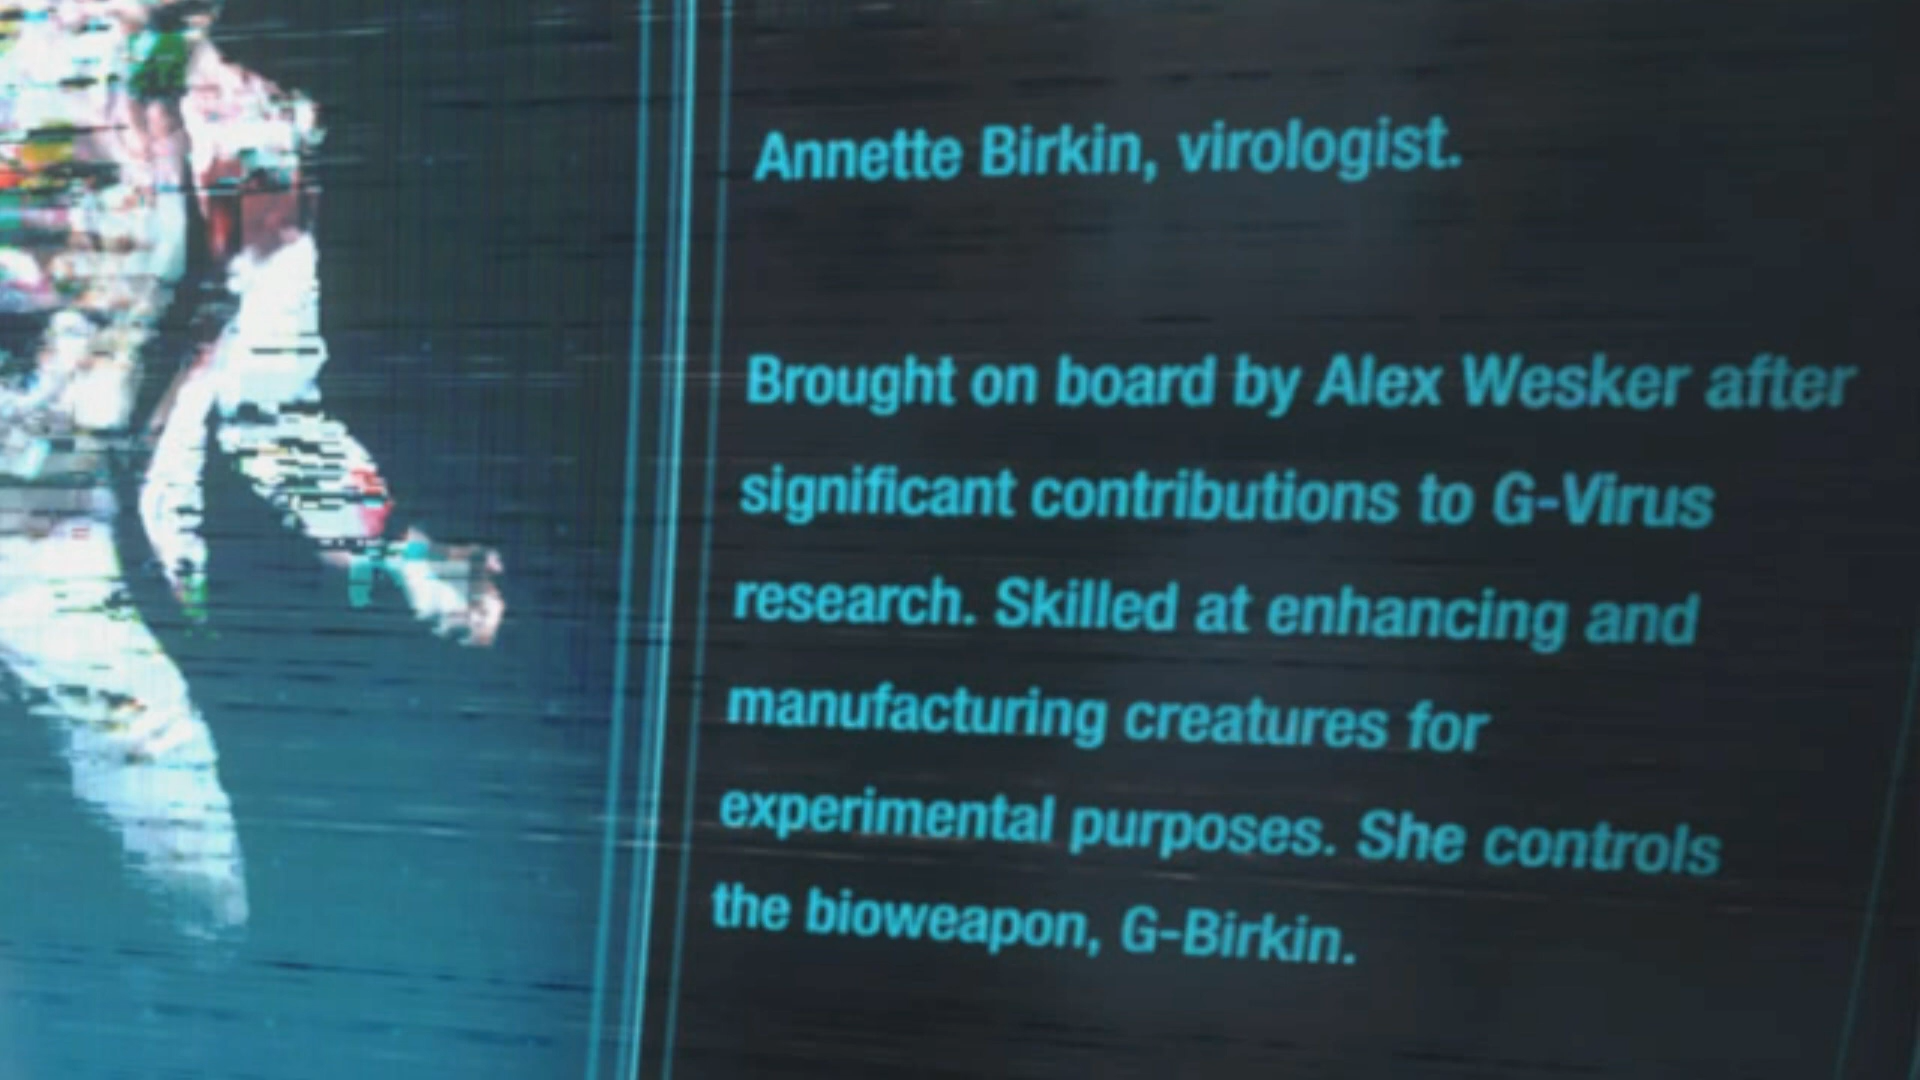 Annette Birkin, virologist.
Brought on board by Alex Wesker after
significant contributions to G-Virus
research. Skilled at enhancing and
manufacturing creatures for
experimental purposes. She controls
the bioweapon, G-Birkin.